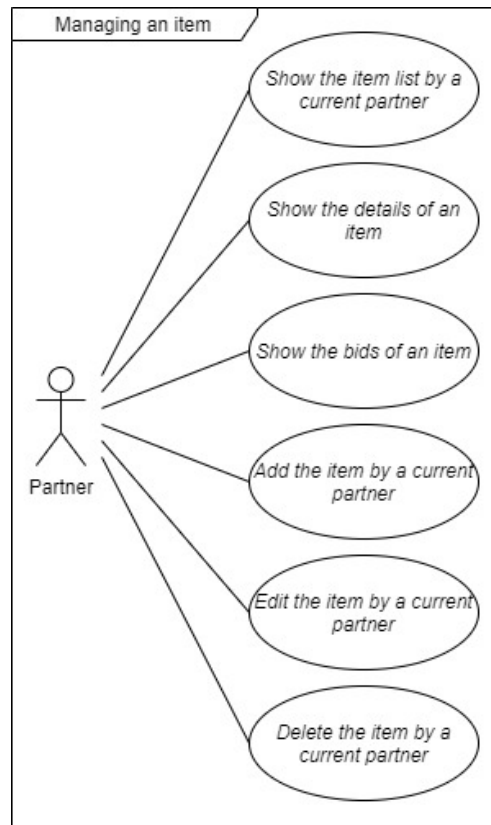 Managing an item
Show the item list by a
current partner
Show the details of an
item
Show the bids of an item
Add the item by a current
partner
Edit the item by a current
partner
Delete the item by a
current partner
Partner